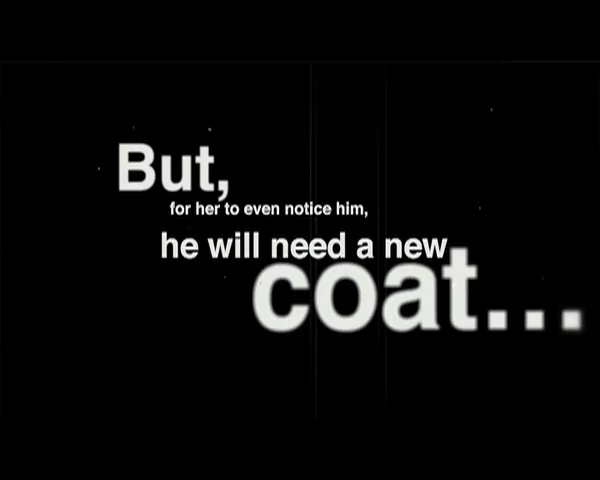 But,
for her to even notice him,
he will need a new
coat...